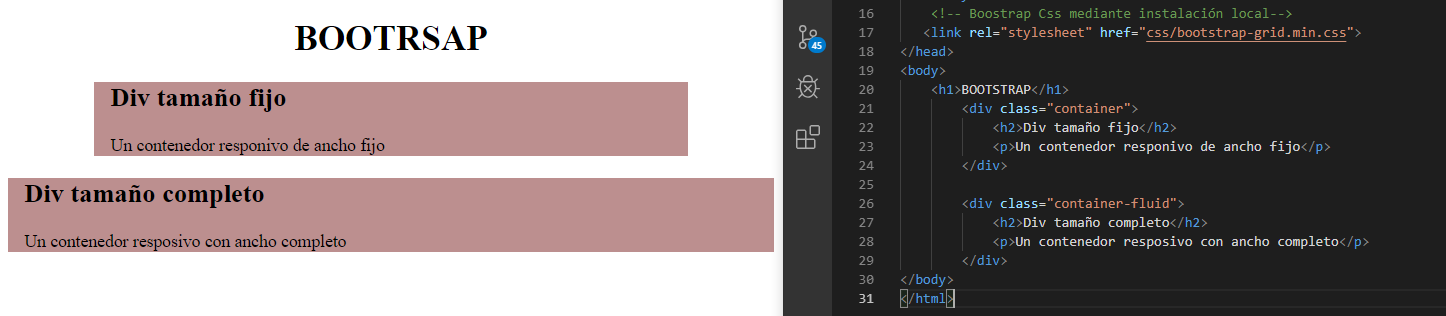 BOOTRSAP
Div tamaño fijo
Un contenedor responivo de ancho fijo
Div tamaño completo
Un contenedor resposivo con ancho completo
45
16 <!-- Boostrap Css mediante instalación local-->
17 <link rel="stylesheet" href="css/bootstrap-grid.min.css">
18 </head>
19 <body>
20 <h1>BOOTSTRAP</h1>
21 <div class="container">
22 <h2>Div tamaño fijo</h2>
23 <p>Un contenedor responivo de ancho fijo</p>
24 </div>
25
26 <div class="container-fluid">
27 <h2>Div tamaño completo</h2>
28 <p>Un contenedor resposivo con ancho completo</p>
29 </div>
30 </body>
31 </html>